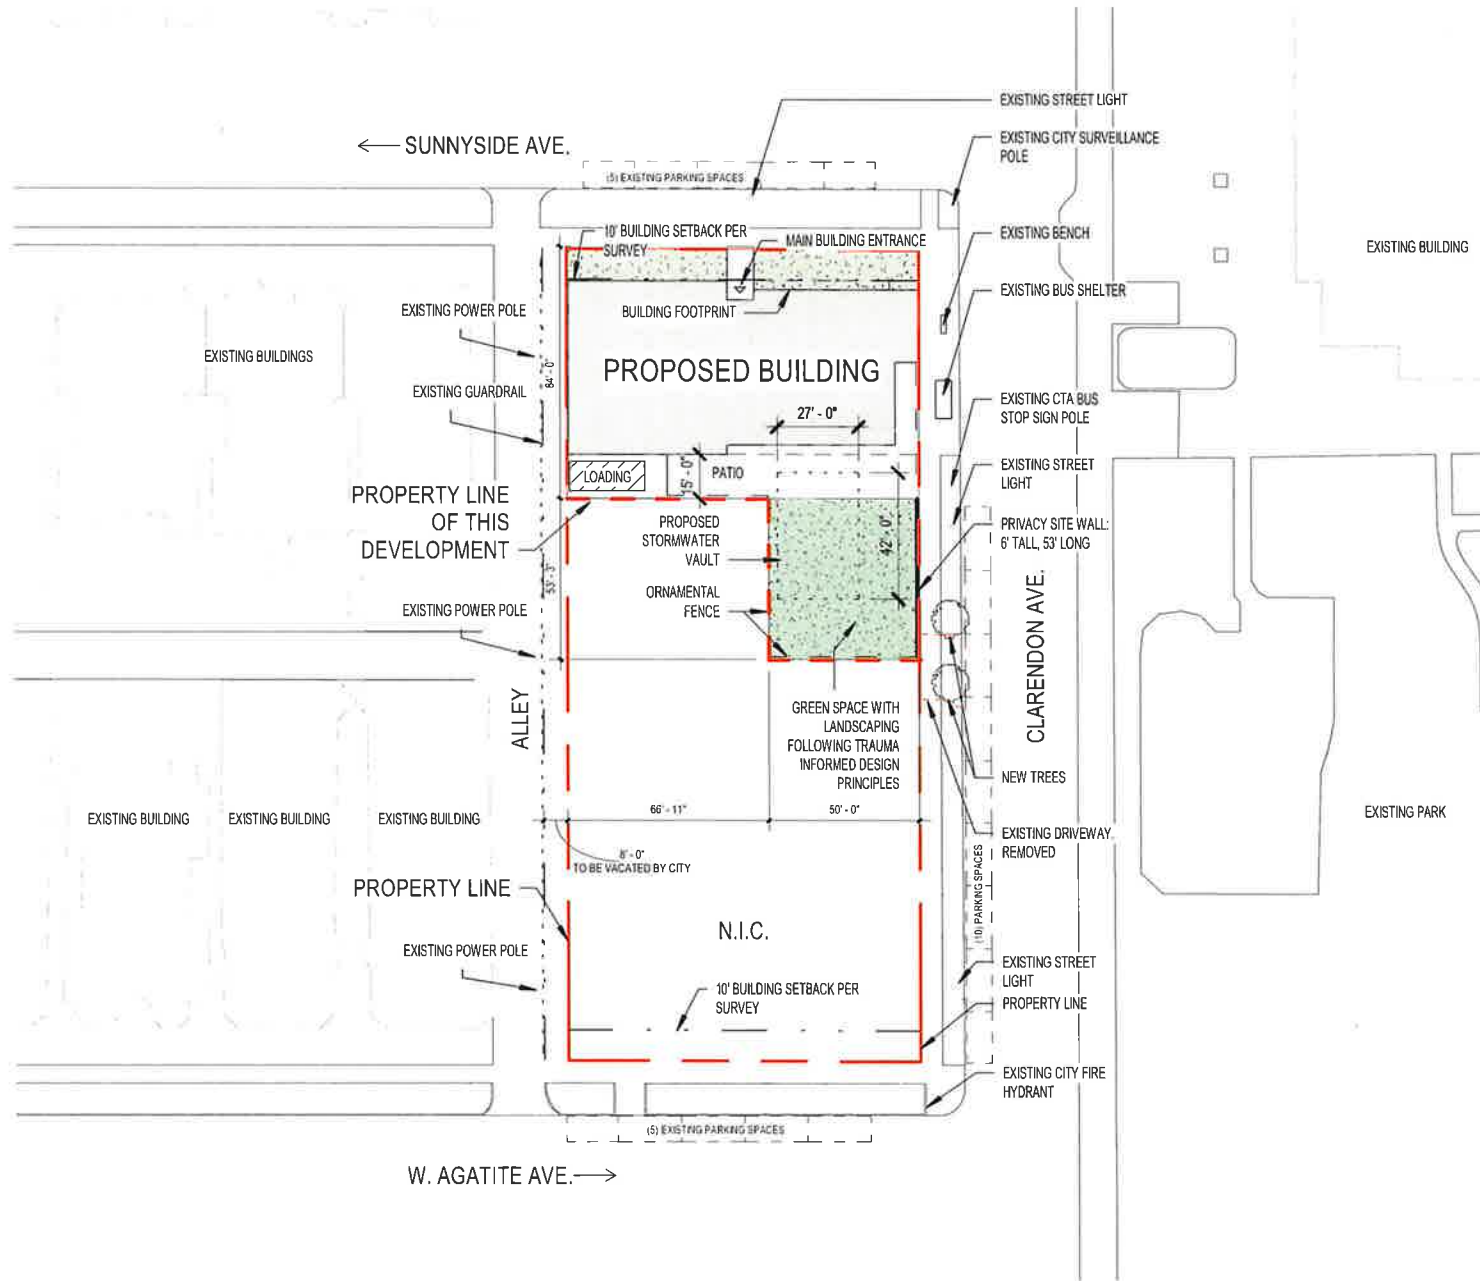 EXISTING STREET LIGHT
EXISTING CITY SURVEILLANCE
POLE
← SUNNYSIDE AVE.
(5) EXISTING PARKING SPACES
10' BUILDING SETBACK PER
SURVEY
MAIN BUILDING ENTRANCE
EXISTING BENCH
EXISTING BUILDING
EXISTING BUS SHELTER
EXISTING POWER POLE
BUILDING FOOTPRINT
EXISTING BUILDINGS
PROPOSED BUILDING
84' - 0"
EXISTING GUARDRAIL
27' - 0"
EXISTING CTA BUS
STOP SIGN POLE
LOADING
15' - 0"
PATIO
EXISTING STREET
LIGHT
PROPERTY LINE
OF THIS
DEVELOPMENT
PROPOSED
STORMWATER
VAULT
42' - 0"
PRIVACY SITE WALL:
6' TALL, 53' LONG
53' - 3"
ORNAMENTAL
FENCE
EXISTING POWER POLE
CLARENDON AVE.
ALLEY
GREEN SPACE WITH
LANDSCAPING
FOLLOWING TRAUMA
INFORMED DESIGN
PRINCIPLES
NEW TREES
66' - 11"
50' - 0"
EXISTING BUILDING
EXISTING BUILDING
EXISTING BUILDING
EXISTING PARK
EXISTING DRIVEWAY
REMOVED
8' - 0"
TO BE VACATED BY CITY
PROPERTY LINE
(10) PARKING SPACES
N.I.C.
EXISTING POWER POLE
10' BUILDING SETBACK PER
SURVEY
EXISTING STREET
LIGHT
PROPERTY LINE
EXISTING CITY FIRE
HYDRANT
(5) EXISTING PARKING SPACES
W. AGATITE AVE. →